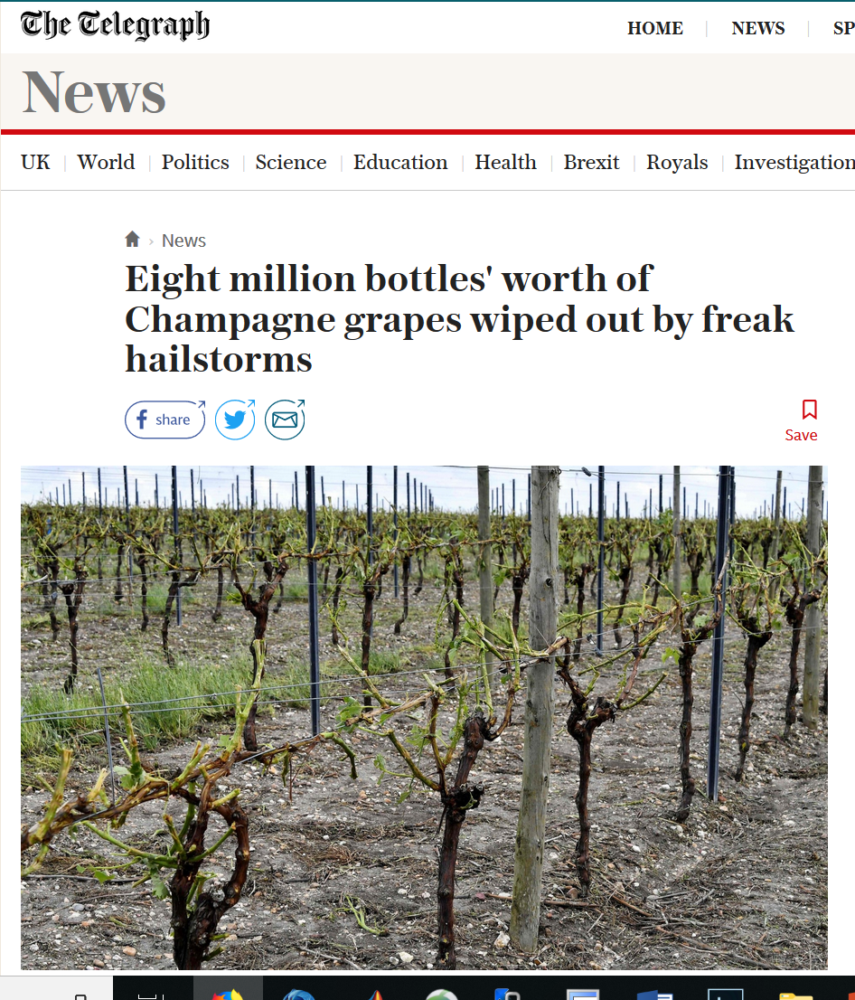 The Telegraph
HOME | NEWS | SP
News
UK | World | Politics | Science | Education | Health | Brexit | Royals | Investigation
› News
Eight million bottles' worth of
Champagne grapes wiped out by freak
hailstorms
share
Save